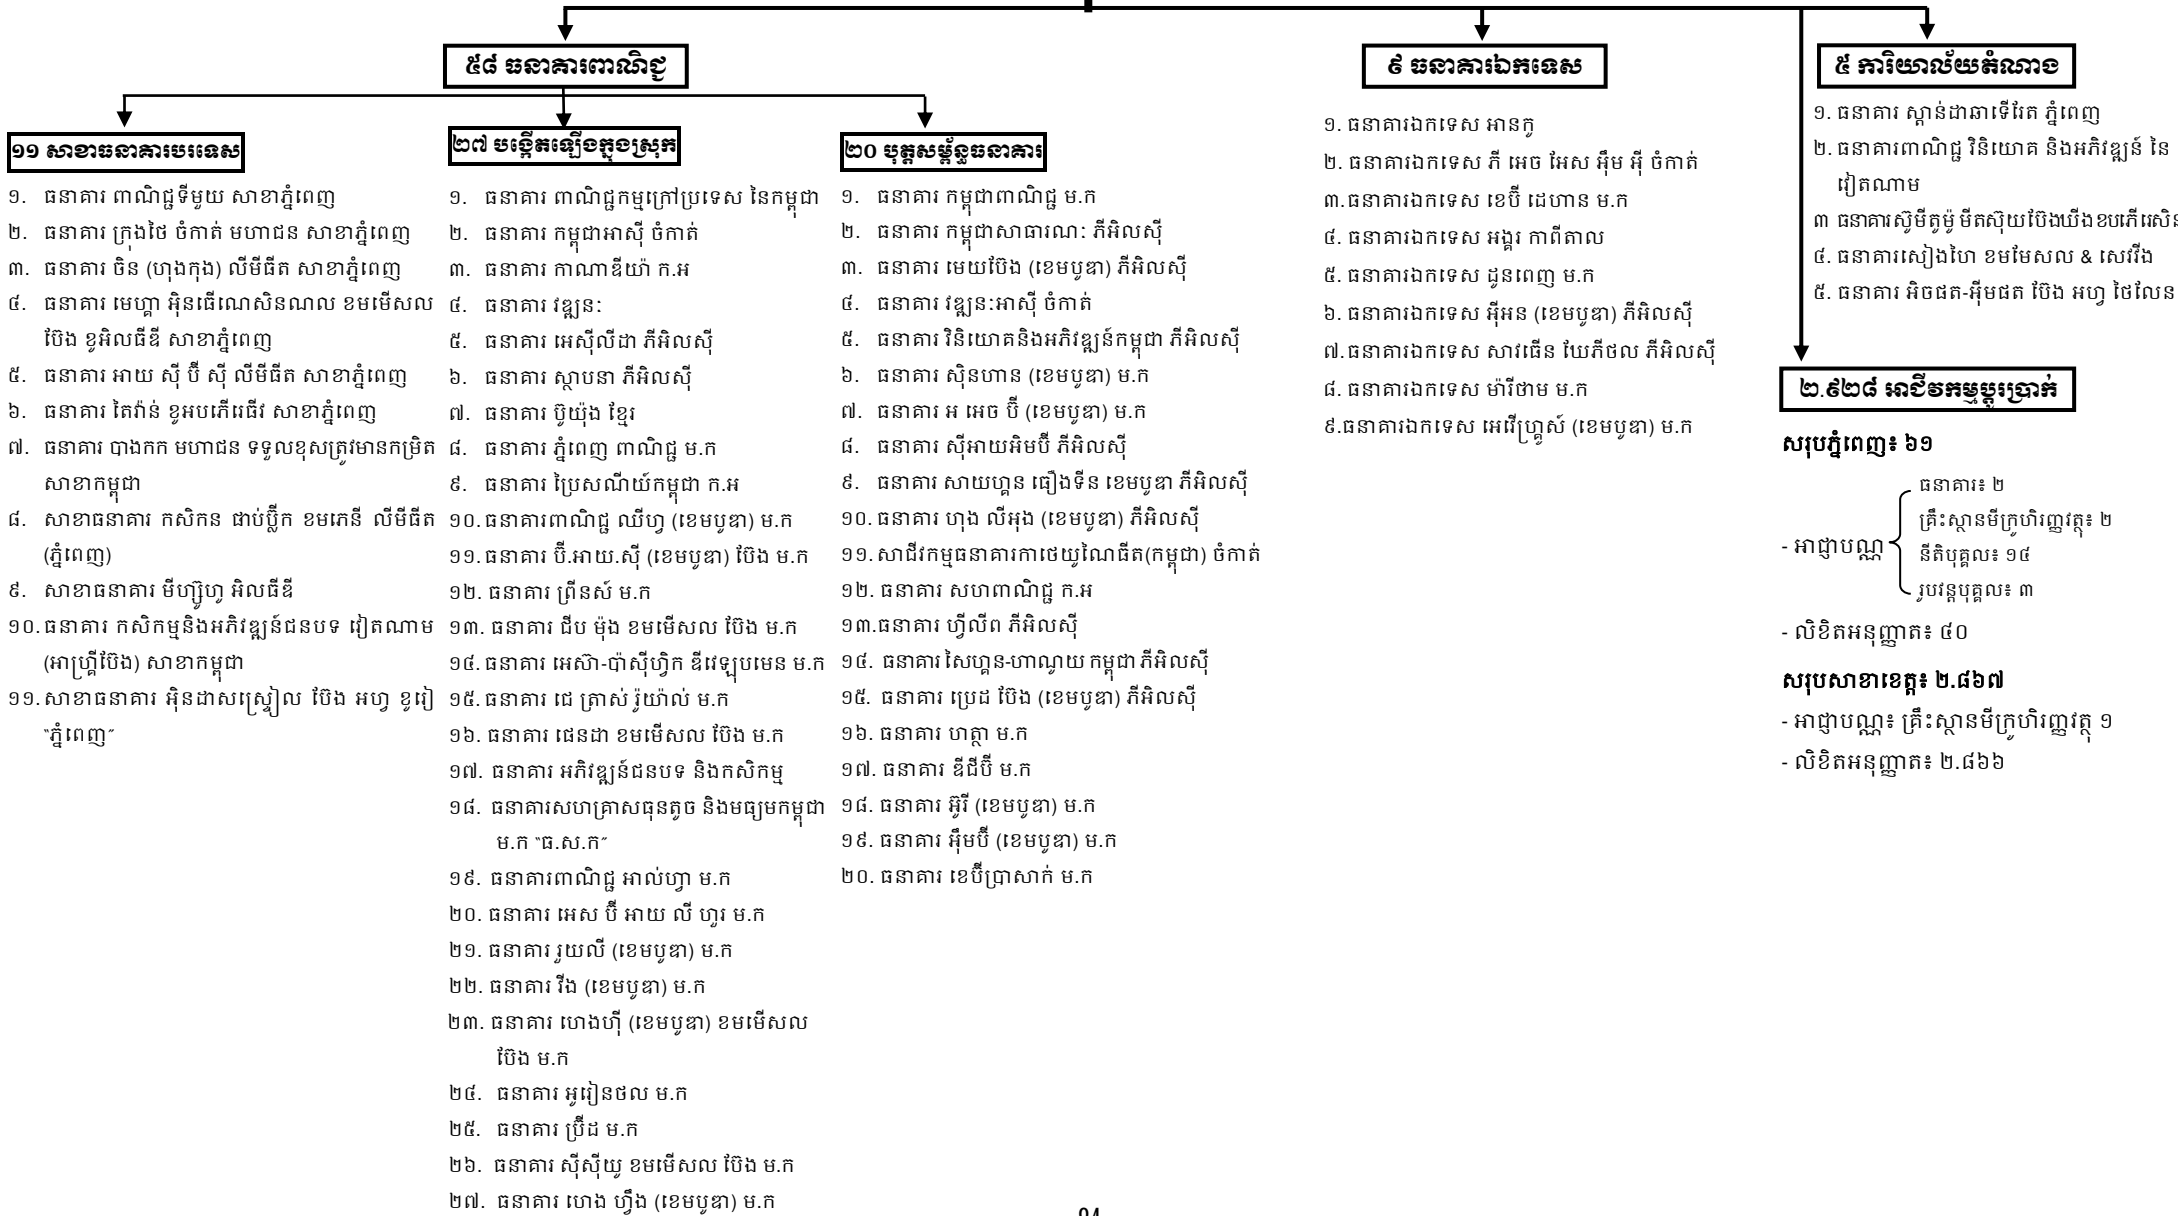 ៥៨ ធនាគារពាណិជ្ជ
១១ សាខាធនាគារបរទេស
១. ធនាគារ ពាណិជ្ជទីមួយ សាខាភ្នំពេញ
២. ធនាគារ ក្រុងថៃ ចំកាត់ មហាជន សាខាភ្នំពេញ
៣. ធនាគារ ចិន (ហុងកុង) លីមីធីត សាខាភ្នំពេញ
៤. ធនាគារ មេហ្គា អ៊ិនធើណេសិនណល ខមមើសល
ប៊ែង ខូអិលធីឌី សាខាភ្នំពេញ
៥. ធនាគារ អាយ ស៊ី ប៊ី ស៊ី លីមីធីត សាខាភ្នំពេញ
៦. ធនាគារ តៃវ៉ាន់ ខូអបភើរេធីវ សាខាភ្នំពេញ
៧. ធនាគារ បាងកក មហាជន ទទួលខុសត្រូវមានកម្រិត
សាខាកម្ពុជា
៨. សាខាធនាគារ កសិកន ផាប់ប្លីក ខមភេនី លីមីធីត
(ភ្នំពេញ)
៩. សាខាធនាគារ មីហ្ស៊ូហូ អិលធីឌី
១០. ធនាគារ កសិកម្មនិងអភិវឌ្ឍន៍ជនបទ វៀតណាម
(អាហ្គ្រីប៊ែង) សាខាកម្ពុជា
១១. សាខាធនាគារ អ៊ិនដាសស្ត្រៀល ប៊ែង អហ្វ ខូរៀ
“ភ្នំពេញ”
២៧ បង្កើតឡើងក្នុងស្រុក
១. ធនាគារ ពាណិជ្ជកម្មក្រៅប្រទេស នៃកម្ពុជា
២. ធនាគារ កម្ពុជាអាស៊ី ចំកាត់
៣. ធនាគារ កាណាឌីយ៉ា ក.អ
៤. ធនាគារ វឌ្ឍនៈ
៥. ធនាគារ អេស៊ីលីដា ភីអិលស៊ី
៦. ធនាគារ ស្ថាបនា ភីអិលស៊ី
៧. ធនាគារ ប៊ូយ៉ុង ខ្មែរ
៨. ធនាគារ ភ្នំពេញ ពាណិជ្ជ ម.ក
៩. ធនាគារ ប្រៃសណីយ៍កម្ពុជា ក.អ
១០. ធនាគារពាណិជ្ជ ឈីហ្វ (ខេមបូឌា) ម.ក
១១. ធនាគារ ប៊ី.អាយ.ស៊ី (ខេមបូឌា) ប៊ែង ម.ក
១២. ធនាគារ ព្រីនស៍ ម.ក
១៣. ធនាគារ ជីប ម៉ុង ខមមើសល ប៊ែង ម.ក
១៤. ធនាគារ អេស៊ា-ប៉ាស៊ីហ្វិក ឌីវេឡុបមេន ម.ក
១៥. ធនាគារ ជេ ត្រាស់ រ៉ូយ៉ាល់ ម.ក
១៦. ធនាគារ ផេនដា ខមមើសល ប៊ែង ម.ក
១៧. ធនាគារ អភិវឌ្ឍន៍ជនបទ និងកសិកម្ម
១៨. ធនាគារសហគ្រាសធុនតូច និងមធ្យមកម្ពុជា
ម.ក “ធ.ស.ក”
១៩. ធនាគារពាណិជ្ជ អាល់ហ្វា ម.ក
២០. ធនាគារ អេស ប៊ី អាយ លី ហួរ ម.ក
២១. ធនាគារ រួយលី (ខេមបូឌា) ម.ក
២២. ធនាគារ វីង (ខេមបូឌា) ម.ក
២៣. ធនាគារ ហេងហ៊ី (ខេមបូឌា) ខមមើសល
ប៊ែង ម.ក
២៤. ធនាគារ អូរៀនថល ម.ក
២៥. ធនាគារ ប្រ៊ីដ ម.ក
២៦. ធនាគារ ស៊ីស៊ីយូ ខមមើសល ប៊ែង ម.ក
២៧. ធនាគារ ហេង ហ្វឹង (ខេមបូឌា) ម.ក
២០ បុត្តសម្ព័ន្ធធនាគារ
១. ធនាគារ កម្ពុជាពាណិជ្ជ ម.ក
២. ធនាគារ កម្ពុជាសាធារណៈ ភីអិលស៊ី
៣. ធនាគារ មេយប៊ែង (ខេមបូឌា) ភីអិលស៊ី
៤. ធនាគារ វឌ្ឍនៈអាស៊ី ចំកាត់
៥. ធនាគារ វិនិយោគនិងអភិវឌ្ឍន៍កម្ពុជា ភីអិលស៊ី
៦. ធនាគារ ស៊ិនហាន (ខេមបូឌា) ម.ក
៧. ធនាគារ អ អេច ប៊ី (ខេមបូឌា) ម.ក
៨. ធនាគារ ស៊ីអាយអិមប៊ី ភីអិលស៊ី
៩. ធនាគារ សាយហ្គន ធឿងទីន ខេមបូឌា ភីអិលស៊ី
១០. ធនាគារ ហុង លីអុង (ខេមបូឌា) ភីអិលស៊ី
១១. សាជីវកម្មធនាគារកាថេយូណៃធីត(កម្ពុជា) ចំកាត់
១២. ធនាគារ សហពាណិជ្ជ ក.អ
១៣.ធនាគារ ហ្វីលីព ភីអិលស៊ី
១៤. ធនាគារ សៃហ្គន-ហាណូយ កម្ពុជា ភីអិលស៊ី
១៥. ធនាគារ ប្រេដ ប៊ែង (ខេមបូឌា) ភីអិលស៊ី
១៦. ធនាគារ ហត្ថា ម.ក
១៧. ធនាគារ ឌីជីប៊ី ម.ក
១៨. ធនាគារ អ៊ូរី (ខេមបូឌា) ម.ក
១៩. ធនាគារ អ៊ឹមប៊ី (ខេមបូឌា) ម.ក
២០. ធនាគារ ខេប៊ីប្រាសាក់ ម.ក
៩ ធនាគារឯកទេស
១. ធនាគារឯកទេស អានកូ
២. ធនាគារឯកទេស ភី អេច អែស អ៊ឹម អ៊ី ចំកាត់
៣.ធនាគារឯកទេស ខេប៊ី ដេហាន ម.ក
៤. ធនាគារឯកទេស អង្គរ កាពីតាល
៥. ធនាគារឯកទេស ដូនពេញ ម.ក
៦. ធនាគារឯកទេស អ៊ីអន (ខេមបូឌា) ភីអិលស៊ី
៧.ធនាគារឯកទេស សាវធើន ឃែភីថល ភីអិលស៊ី
៨. ធនាគារឯកទេស ម៉ារីថាម ម.ក
៩.ធនាគារឯកទេស អេវើហ្គ្រូស៍ (ខេមបូឌា) ម.ក
៥ ការិយាល័យតំណាង
១. ធនាគារ ស្តាន់ដាឆាទើរែត ភ្នំពេញ
២. ធនាគារពាណិជ្ជ វិនិយោគ និងអភិវឌ្ឍន៍ នៃ
វៀតណាម
៣ ធនាគារស៊ូមីតូម៉ូ មីតស៊ុយប៊ែងឃីងខបភើរេសិន
៤. ធនាគារសៀងហៃ ខមមែសល & សេវវីង
៥. ធនាគារ អិចផត-អ៊ីមផត ប៊ែង អហ្វ ថៃលែន
២.៩២៨ អាជីវកម្មប្តូរប្រាក់
សរុបភ្នំពេញ៖ ៦១
- អាជ្ញាបណ្ណ
ធនាគារ៖ ២
គ្រឹះស្ថានមីក្រូហិរញ្ញវត្ថុ៖ ២
នីតិបុគ្គល៖ ១៤
រូបវន្តបុគ្គល៖ ៣
- លិខិតអនុញ្ញាត៖ ៤០
សរុបសាខាខេត្ត៖ ២.៨៦៧
- អាជ្ញាបណ្ណ៖ គ្រឹះស្ថានមីក្រូហិរញ្ញវត្ថុ ១
- លិខិតអនុញ្ញាត៖ ២.៨៦៦